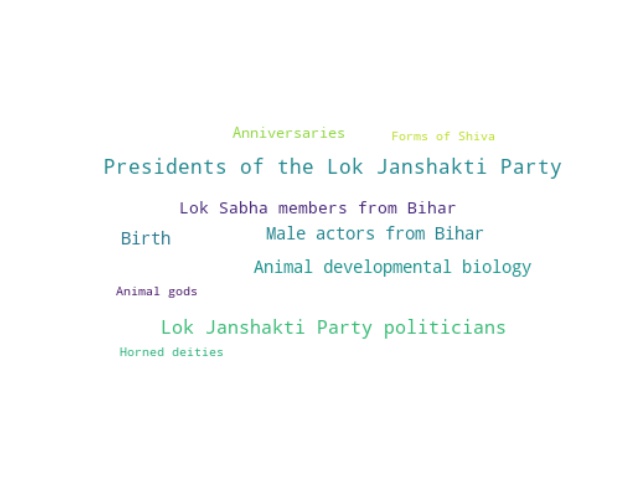 Anniversaries
Forms of Shiva
Presidents of the Lok Janshakti Party
Lok Sabha members from Bihar
Male actors from Bihar
Birth
Animal developmental biology
Animal gods
Lok Janshakti Party politicians
Horned deities